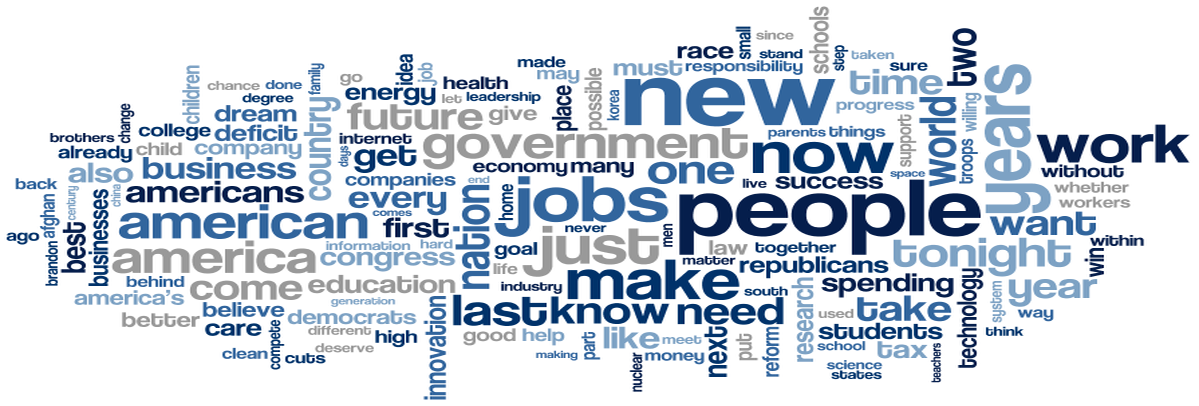 schools
since
small
race
stand
taken
step
two
made
must
responsibility
sure
idea
job
health
may
possible
new
time
years
children
chance
done
family
go
energy
let
leadership
place
korea
progress
willing
degree
dream
future
give
world
change
country
government
parents
things
support
work
brothers
college
deficit
internet
now
troops
already
child
company
days
get
economy
many
one
space
without
also
business
companies
end
live
success
whether
back
century
china
americans
every
home
jobs
people
workers
afghan
businesses
american
comes
first
nation
never
men
want
ago
best
information
hard
goal
just
law
together
tonight
within
brandon
america
congress
life
matter
republicans
win
behind
come
education
industry
make
south
spending
year
america's
generation
last
know
need
research
used
take
technology
system
way
better
believe
democrats
innovation
care
different
high
good
help
like
meet
next
put
reform
students
think
clean
compete
cuts
deserve
making
part
nuclear
money
school
tax
science
states
teachers